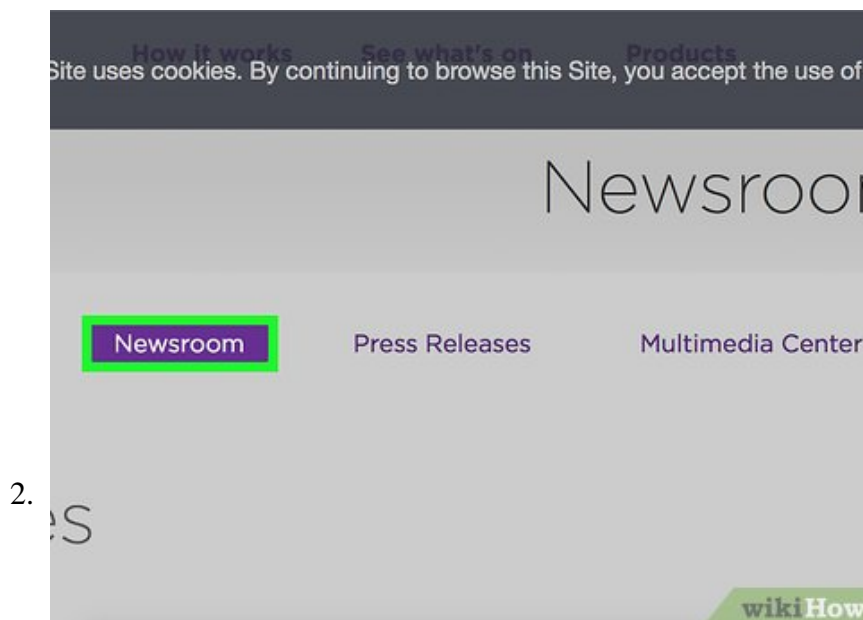 How it works See what's on Products
Site uses cookies. By continuing to browse this Site, you accept the use of
Newsroo
Newsroom Press Releases Multimedia Center
2.
es
wikiHow